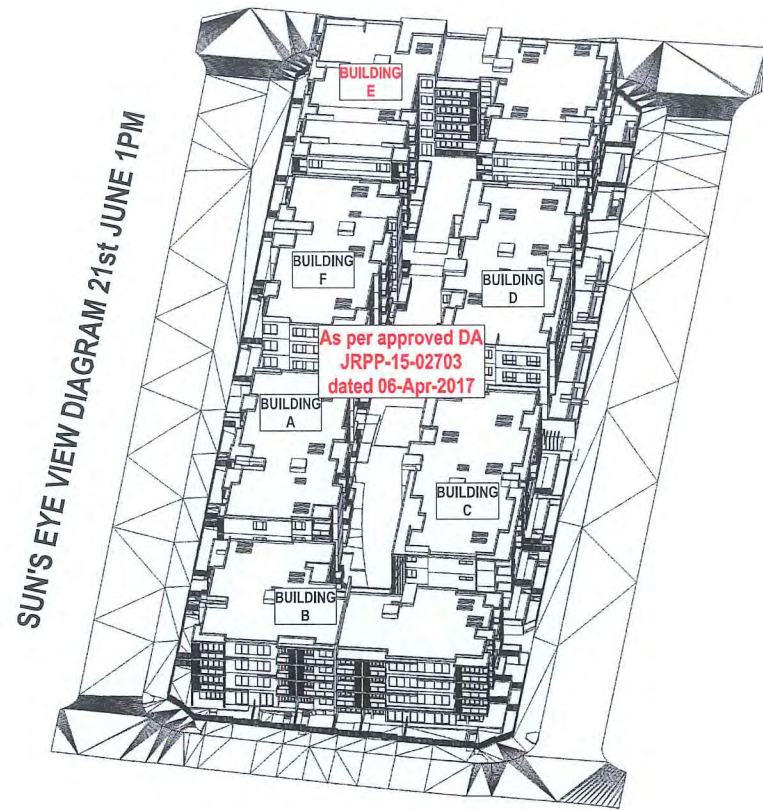 SUN'S EYE VIEW DIAGRAM 21st JUNE 1PM
BUILDING
E
BUILDING
F
BUILDING
D
As per approved DA
JRPP-15-02703
dated 06-Apr-2017
BUILDING
A
BUILDING
C
BUILDING
B